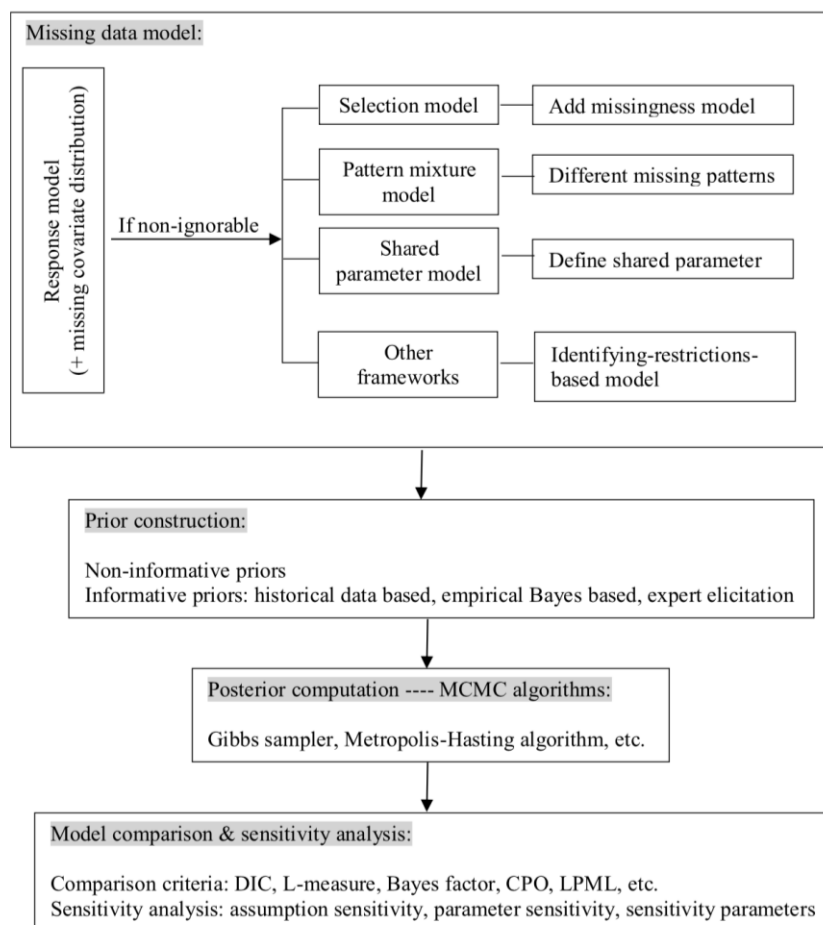 Missing data model:
Response model
(+ missing covariate distribution)
If non-ignorable
Selection model
Add missingness model
Pattern mixture
model
Different missing patterns
Shared
parameter model
Define shared parameter
Other
frameworks
Identifying-restrictions-
based model
Prior construction:
Non-informative priors
Informative priors: historical data based, empirical Bayes based, expert elicitation
Posterior computation ---- MCMC algorithms:
Gibbs sampler, Metropolis-Hasting algorithm, etc.
Model comparison & sensitivity analysis:
Comparison criteria: DIC, L-measure, Bayes factor, CPO, LPML, etc.
Sensitivity analysis: assumption sensitivity, parameter sensitivity, sensitivity parameters